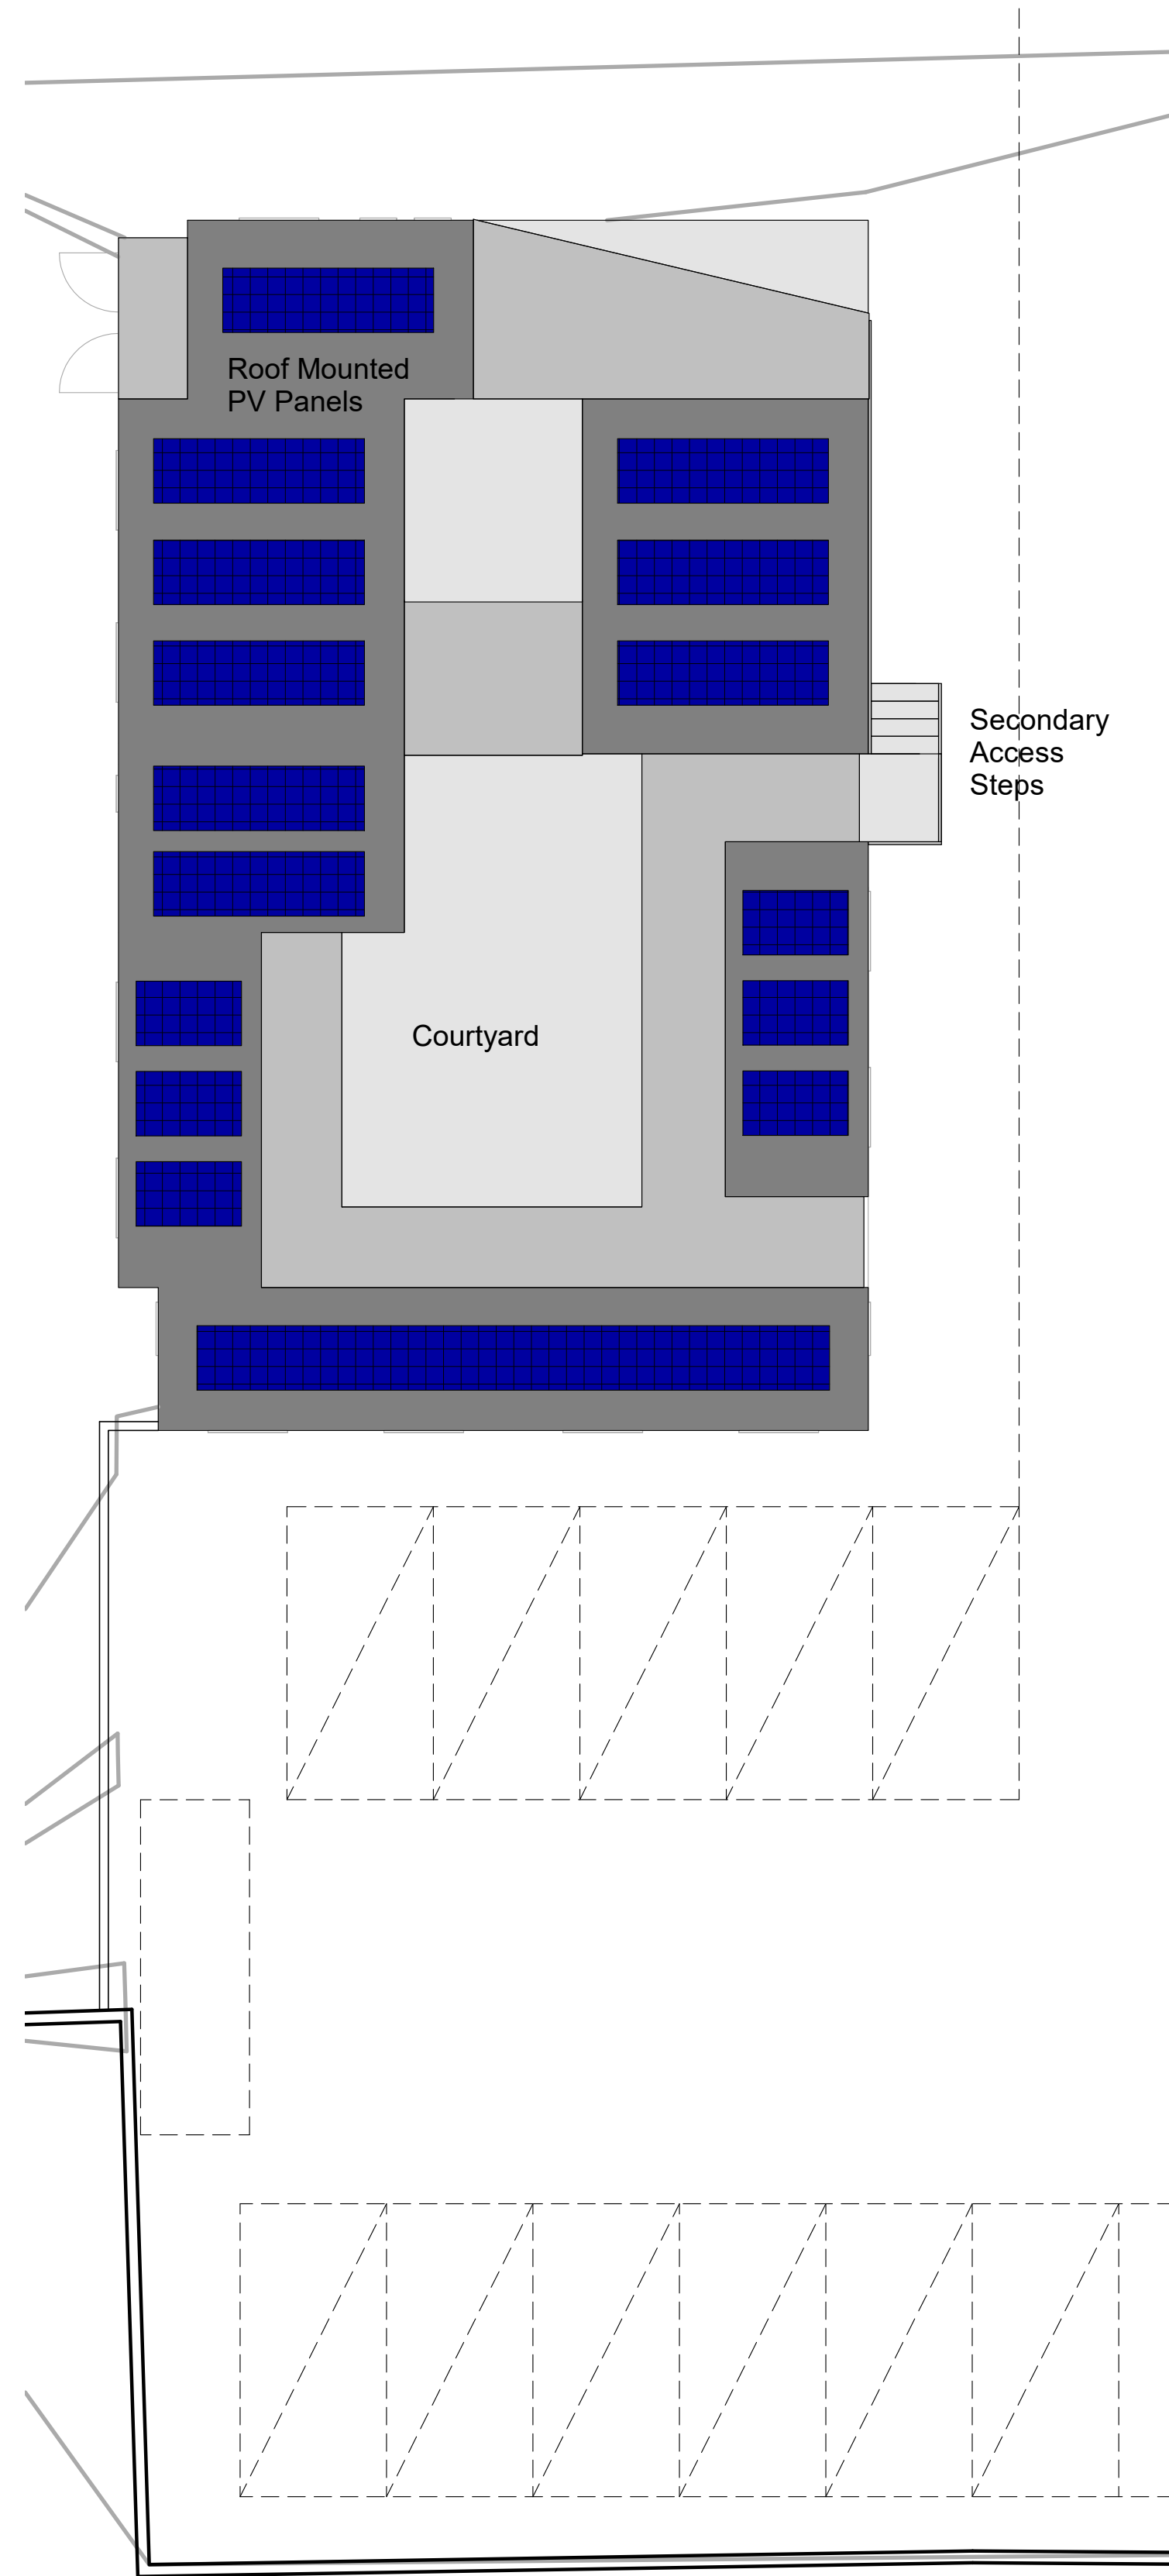 Roof Mounted
PV Panels
Secondary
Access
Steps
Courtyard